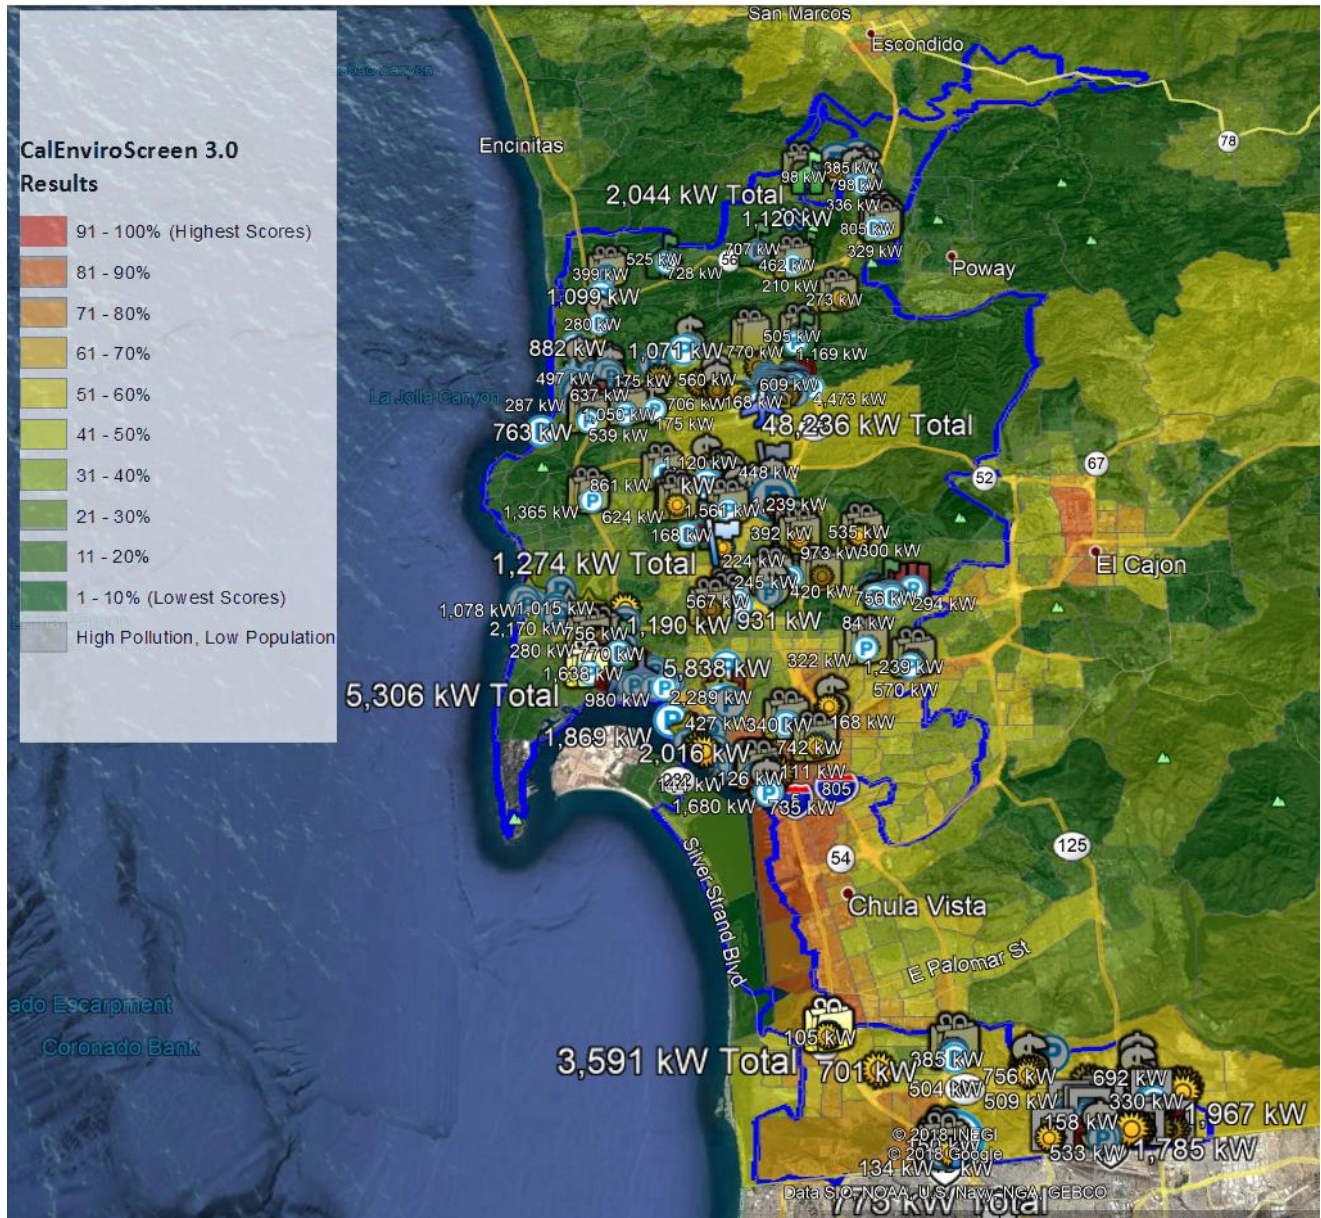 CalEnviroScreen 3.0
Results
91 - 100% (Highest Scores)
81 - 90%
71 - 80%
61 - 70%
51 - 60%
41 - 50%
31 - 40%
21 - 30%
11 - 20%
1 - 10% (Lowest Scores)
High Pollution, Low Population
San Marcos
Escondido
78
Encinitas
385 kW
98 kW
798 kW
2,044 kW Total
336 kW
1,120 kW
805 kW
707 kW
329 kW
525 kW
56
462 kW
399 kW
728 kW
Poway
210 kW
1,099 kW
273 kW
280 kW
505 kW
882 kW
1,071 kW
770 kW
1,169 kW
497 kW
175 kW
560 kW
609 kW
La Jolla Canyon
637 kW
287 kW
706 kW
168 kW
4,473 kW
1,050 kW
175 kW
763 kW
539 kW
48,236 kW Total
1,120 kW
448 kW
67
52
861 kW
kW
1,365 kW
624 kW
1,561 kW
1,239 kW
168 kW
392 kW
535 kW
973 kW
300 kW
1,274 kW Total
224 kW
El Cajon
245 kW
420 kW
756 kW
294 kW
1,078 kW
1,015 kW
567 kW
2,170 kW
756 kW
1,190 kW
931 kW
84 kW
280 kW
770 kW
322 kW
1,239 kW
1,638 kW
5,838 kW
570 kW
5,306 kW Total
980 kW
2,289 kW
427 kW
340 kW
168 kW
1,869 kW
742 kW
2,016 kW
111 kW
126 kW
144 kW
805
5
1,680 kW
735 kW
125
54
Silver Strand Blvd
Chula Vista
E Palomar St
ado Escarpment
Coronado Bank
105 kW
3,591 kW Total
701 kW
385 kW
756 kW
692 kW
504 kW
509 kW
330 kW
158 kW
1,967 kW
533 kW
1,785 kW
© 2018 INEGI
© 2018 Google
134 kW
kW
Data SIO, NOAA, U.S. Navy, NGA, GEBCO